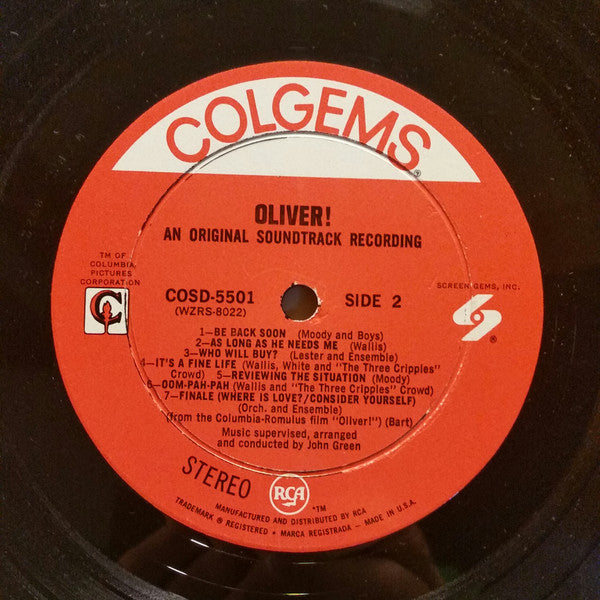 COLGEMS®
OLIVER!
AN ORIGINAL SOUNDTRACK RECORDING
TM OF
COLUMBIA
PICTURES
CORPORATION
SCREEN GEMS, INC.
®
COSD-5501 SIDE 2
(WZRS-8022)
1—BE BACK SOON (Moody and Boys)
2—AS LONG AS HE NEEDS ME (Wallis)
3—WHO WILL BUY? (Lester and Ensemble)
4—IT'S A FINE LIFE (Wallis, White and "The Three Cripples"
Crowd) 5—REVIEWING THE SITUATION (Moody)
6—OOM-PAH-PAH (Wallis and "The Three Cripples" Crowd)
7—FINALE (WHERE IS LOVE?/CONSIDER YOURSELF)
(Orch. and Ensemble)
(from the Columbia-Romulus film "Oliver!") (Bart)
Music supervised, arranged
and conducted by John Green
STEREO
RCA
*TM
MANUFACTURED AND DISTRIBUTED BY RCA
TRADEMARK ® REGISTERED • MARCA REGISTRADA — MADE IN U.S.A.